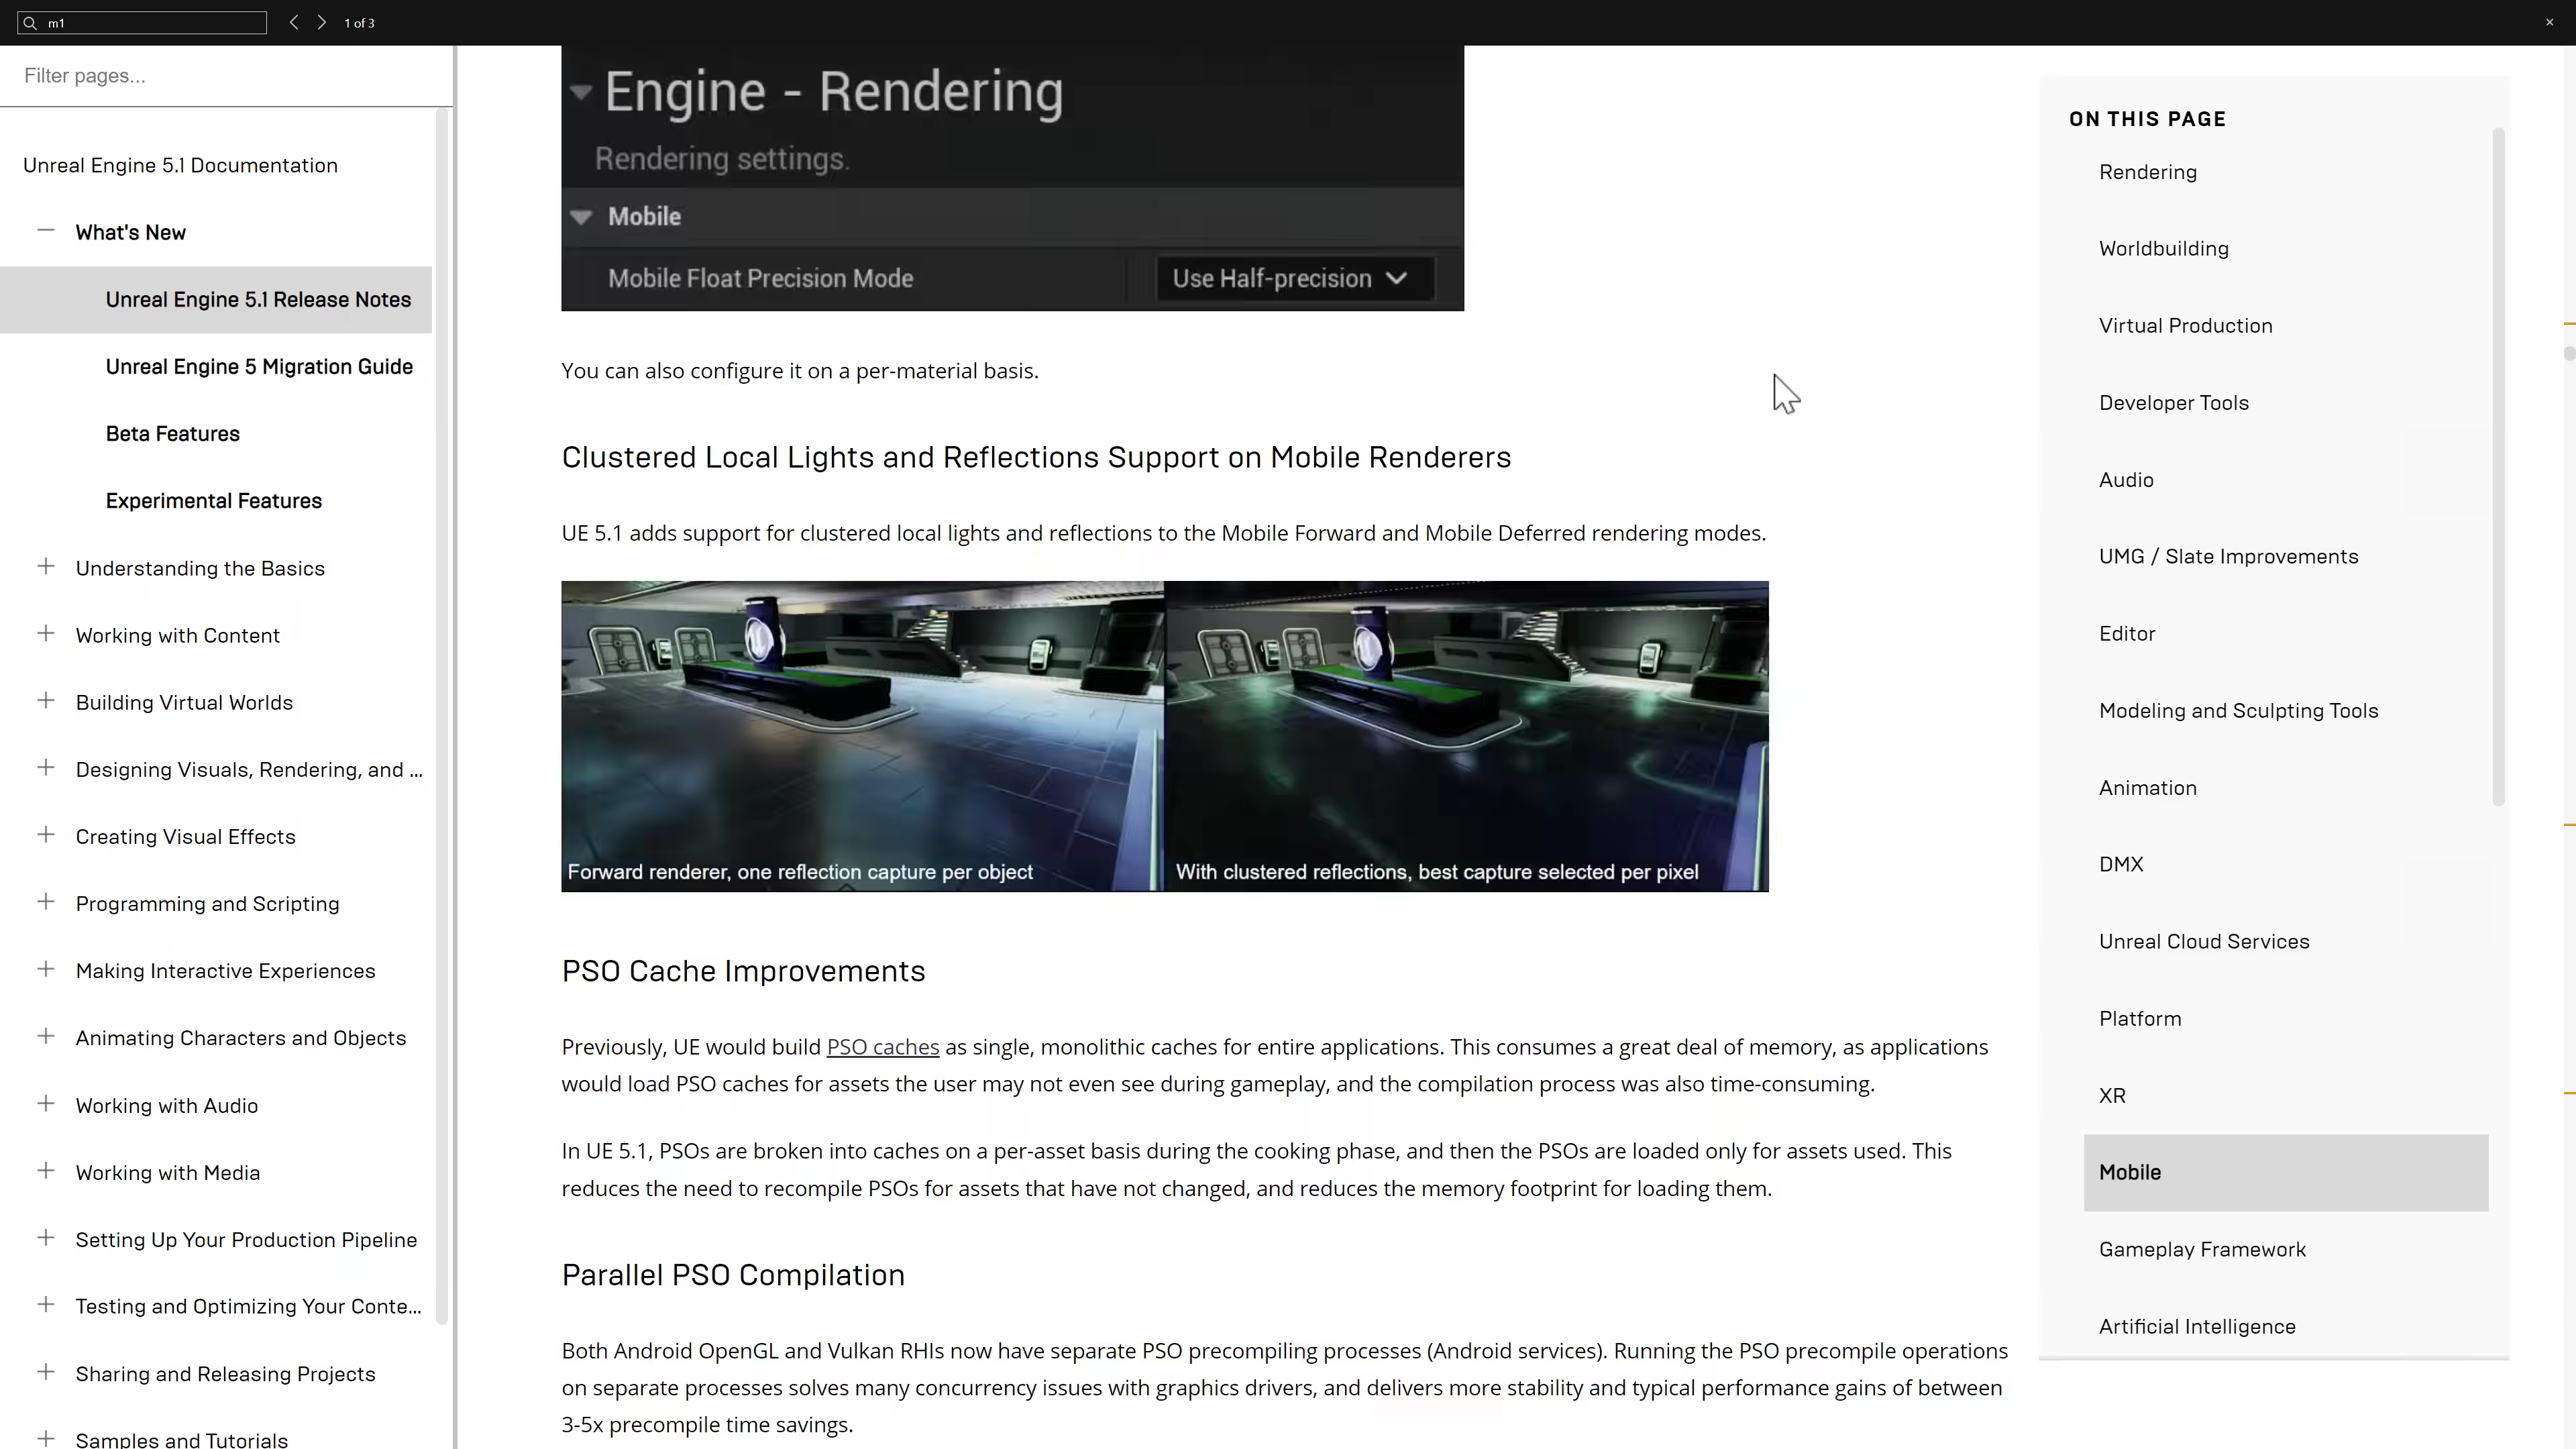 m1
1 of 3
Filter pages...
Unreal Engine 5.1 Documentation
What's New
Unreal Engine 5.1 Release Notes
Unreal Engine 5 Migration Guide
Beta Features
Experimental Features
Understanding the Basics
Working with Content
Building Virtual Worlds
Designing Visuals, Rendering, and ...
Creating Visual Effects
Programming and Scripting
Making Interactive Experiences
Animating Characters and Objects
Working with Audio
Working with Media
Setting Up Your Production Pipeline
Testing and Optimizing Your Conte...
Sharing and Releasing Projects
Samples and Tutorials
Engine - Rendering
Rendering settings.
Mobile
Mobile Float Precision Mode
Use Half-precision
You can also configure it on a per-material basis.
Clustered Local Lights and Reflections Support on Mobile Renderers
UE 5.1 adds support for clustered local lights and reflections to the Mobile Forward and Mobile Deferred rendering modes.
Forward renderer, one reflection capture per object
With clustered reflections, best capture selected per pixel
PSO Cache Improvements
Previously, UE would build PSO caches as single, monolithic caches for entire applications. This consumes a great deal of memory, as applications
would load PSO caches for assets the user may not even see during gameplay, and the compilation process was also time-consuming.
In UE 5.1, PSOs are broken into caches on a per-asset basis during the cooking phase, and then the PSOs are loaded only for assets used. This
reduces the need to recompile PSOs for assets that have not changed, and reduces the memory footprint for loading them.
Parallel PSO Compilation
Both Android OpenGL and Vulkan RHIs now have separate PSO precompiling processes (Android services). Running the PSO precompile operations
on separate processes solves many concurrency issues with graphics drivers, and delivers more stability and typical performance gains of between
3-5x precompile time savings.
ON THIS PAGE
Rendering
Worldbuilding
Virtual Production
Developer Tools
Audio
UMG / Slate Improvements
Editor
Modeling and Sculpting Tools
Animation
DMX
Unreal Cloud Services
Platform
XR
Mobile
Gameplay Framework
Artificial Intelligence